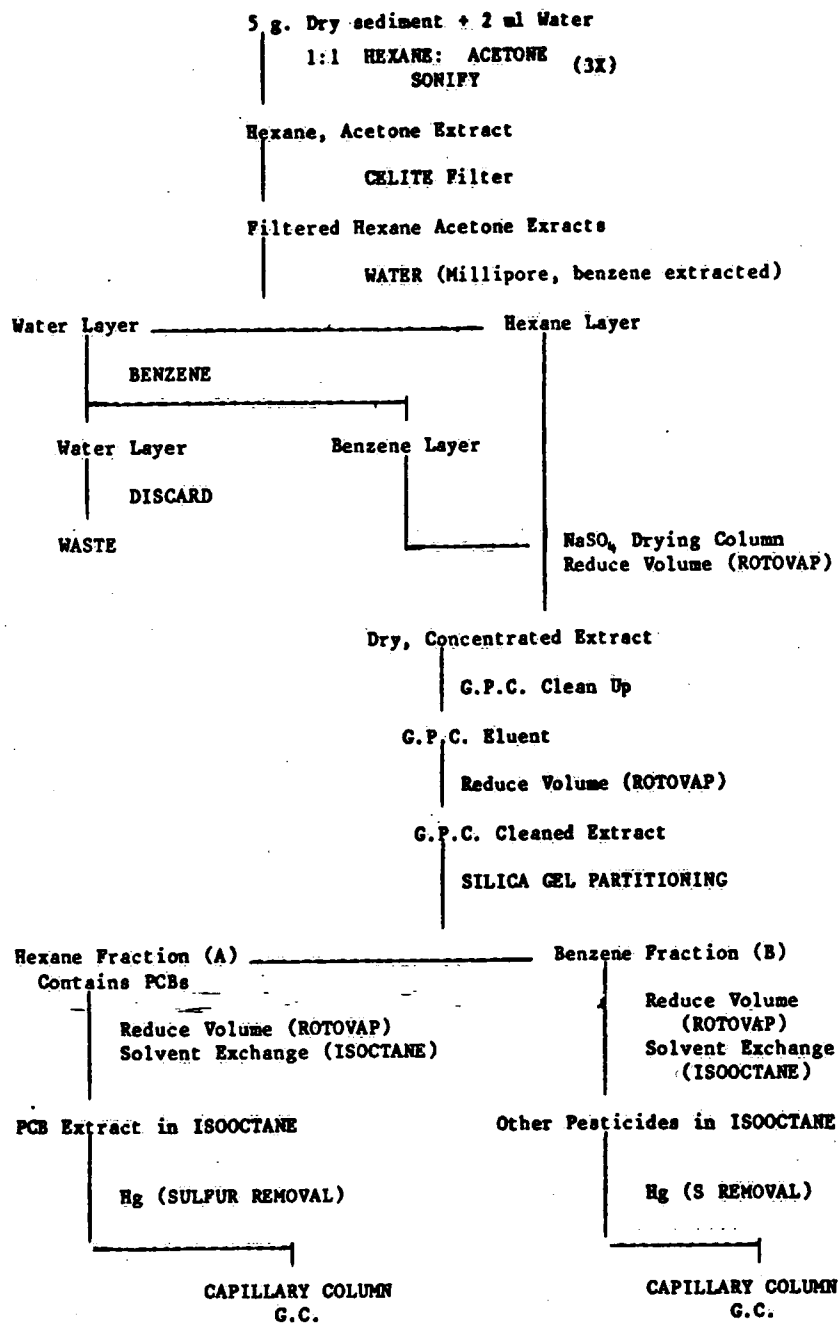 5 g. Dry sediment + 2 ml Water
1:1 HEXANE: ACETONE (3X)
SONIFY
Hexane, Acetone Extract
CELITE Filter
Filtered Hexane Acetone Exracts
WATER (Millipore, benzene extracted)
Water Layer
Hexane Layer
BENZENE
Water Layer
Benzene Layer
DISCARD
WASTE
NaSO₄ Drying Column
Reduce Volume (ROTOVAP)
Dry, Concentrated Extract
G.P.C. Clean Up
G.P.C. Eluent
Reduce Volume (ROTOVAP)
G.P.C. Cleaned Extract
SILICA GEL PARTITIONING
Hexane Fraction (A)
Contains PCBs
Benzene Fraction (B)
Reduce Volume (ROTOVAP)
Solvent Exchange (ISOCTANE)
Reduce Volume
(ROTOVAP)
Solvent Exchange
(ISOOCTANE)
PCB Extract in ISOOCTANE
Other Pesticides in ISOOCTANE
Hg (SULPUR REMOVAL)
Hg (S REMOVAL)
CAPILLARY COLUMN
G.C.
CAPILLARY COLUMN
G.C.